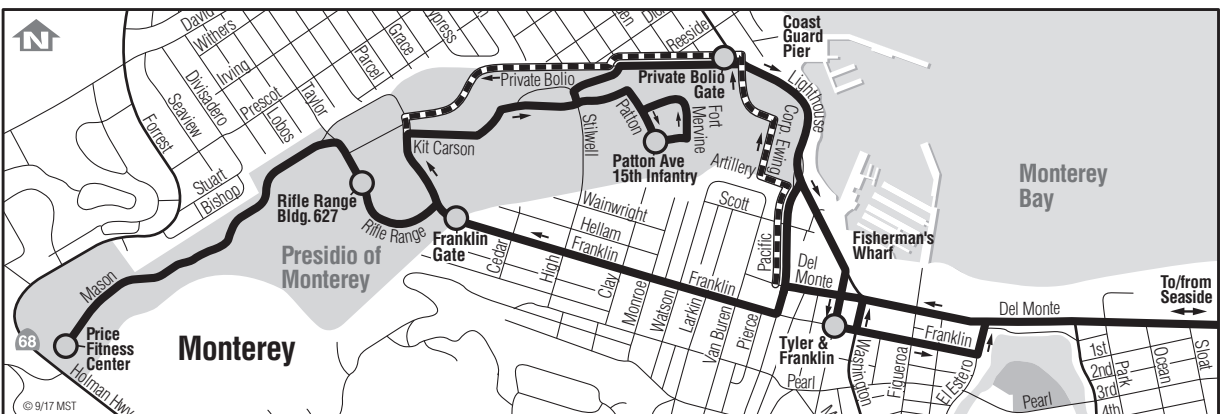 N
David
Withers
Irving
Divisadero
Seaview
Prescot
Lobos
Taylor
Parcel
Grace
Forrest
Stuart
Bishop
Reeside
Coast
Guard
Pier
Lighthouse
Private Bolio
Private Bolio
Gate
Patton
Fort
Mervine
Corp. Ewing
Kit Carson
Stilwell
Patton Ave
15th Infantry
Artillery
Rifle Range
Bldg. 627
Rifle Range
Franklin
Gate
Wainwright
Scott
Hellam
Franklin
Cedar
High
Clay
Monroe
Watson
Larkin
Van Buren
Pierce
Franklin
Pacific
Del
Monte
Fisherman's
Wharf
Monterey
Bay
Presidio of
Monterey
Mason
68
Price
Fitness
Center
Holman Hwy
Monterey
Tyler &
Franklin
Pearl
Washington
Figueroa
El Estero
Franklin
Del Monte
To/from
Seaside
1st
2nd
3rd
4th
Park
Ocean
Sloat
Pearl
© 9/17 MST